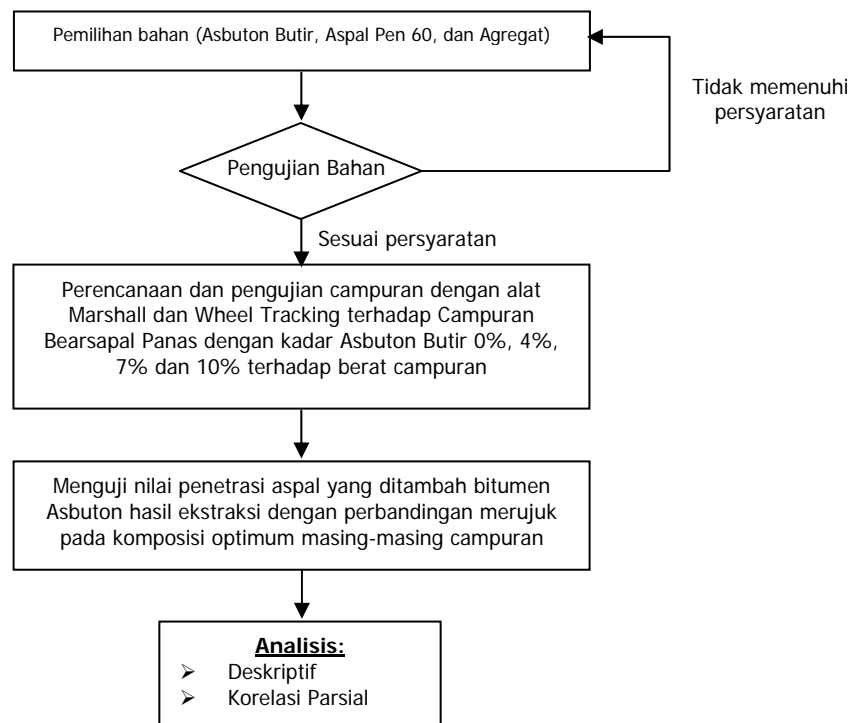 Pemilihan bahan (Asbuton Butir, Aspal Pen 60, dan Agregat)
Tidak memenuhi
persyaratan
Pengujian Bahan
Sesuai persyaratan
Perencanaan dan pengujian campuran dengan alat
Marshall dan Wheel Tracking terhadap Campuran
Bearsapal Panas dengan kadar Asbuton Butir 0%, 4%,
7% dan 10% terhadap berat campuran
Menguji nilai penetrasi aspal yang ditambah bitumen
Asbuton hasil ekstraksi dengan perbandingan merujuk
pada komposisi optimum masing-masing campuran
Analisis:
➢ Deskriptif
➢ Korelasi Parsial